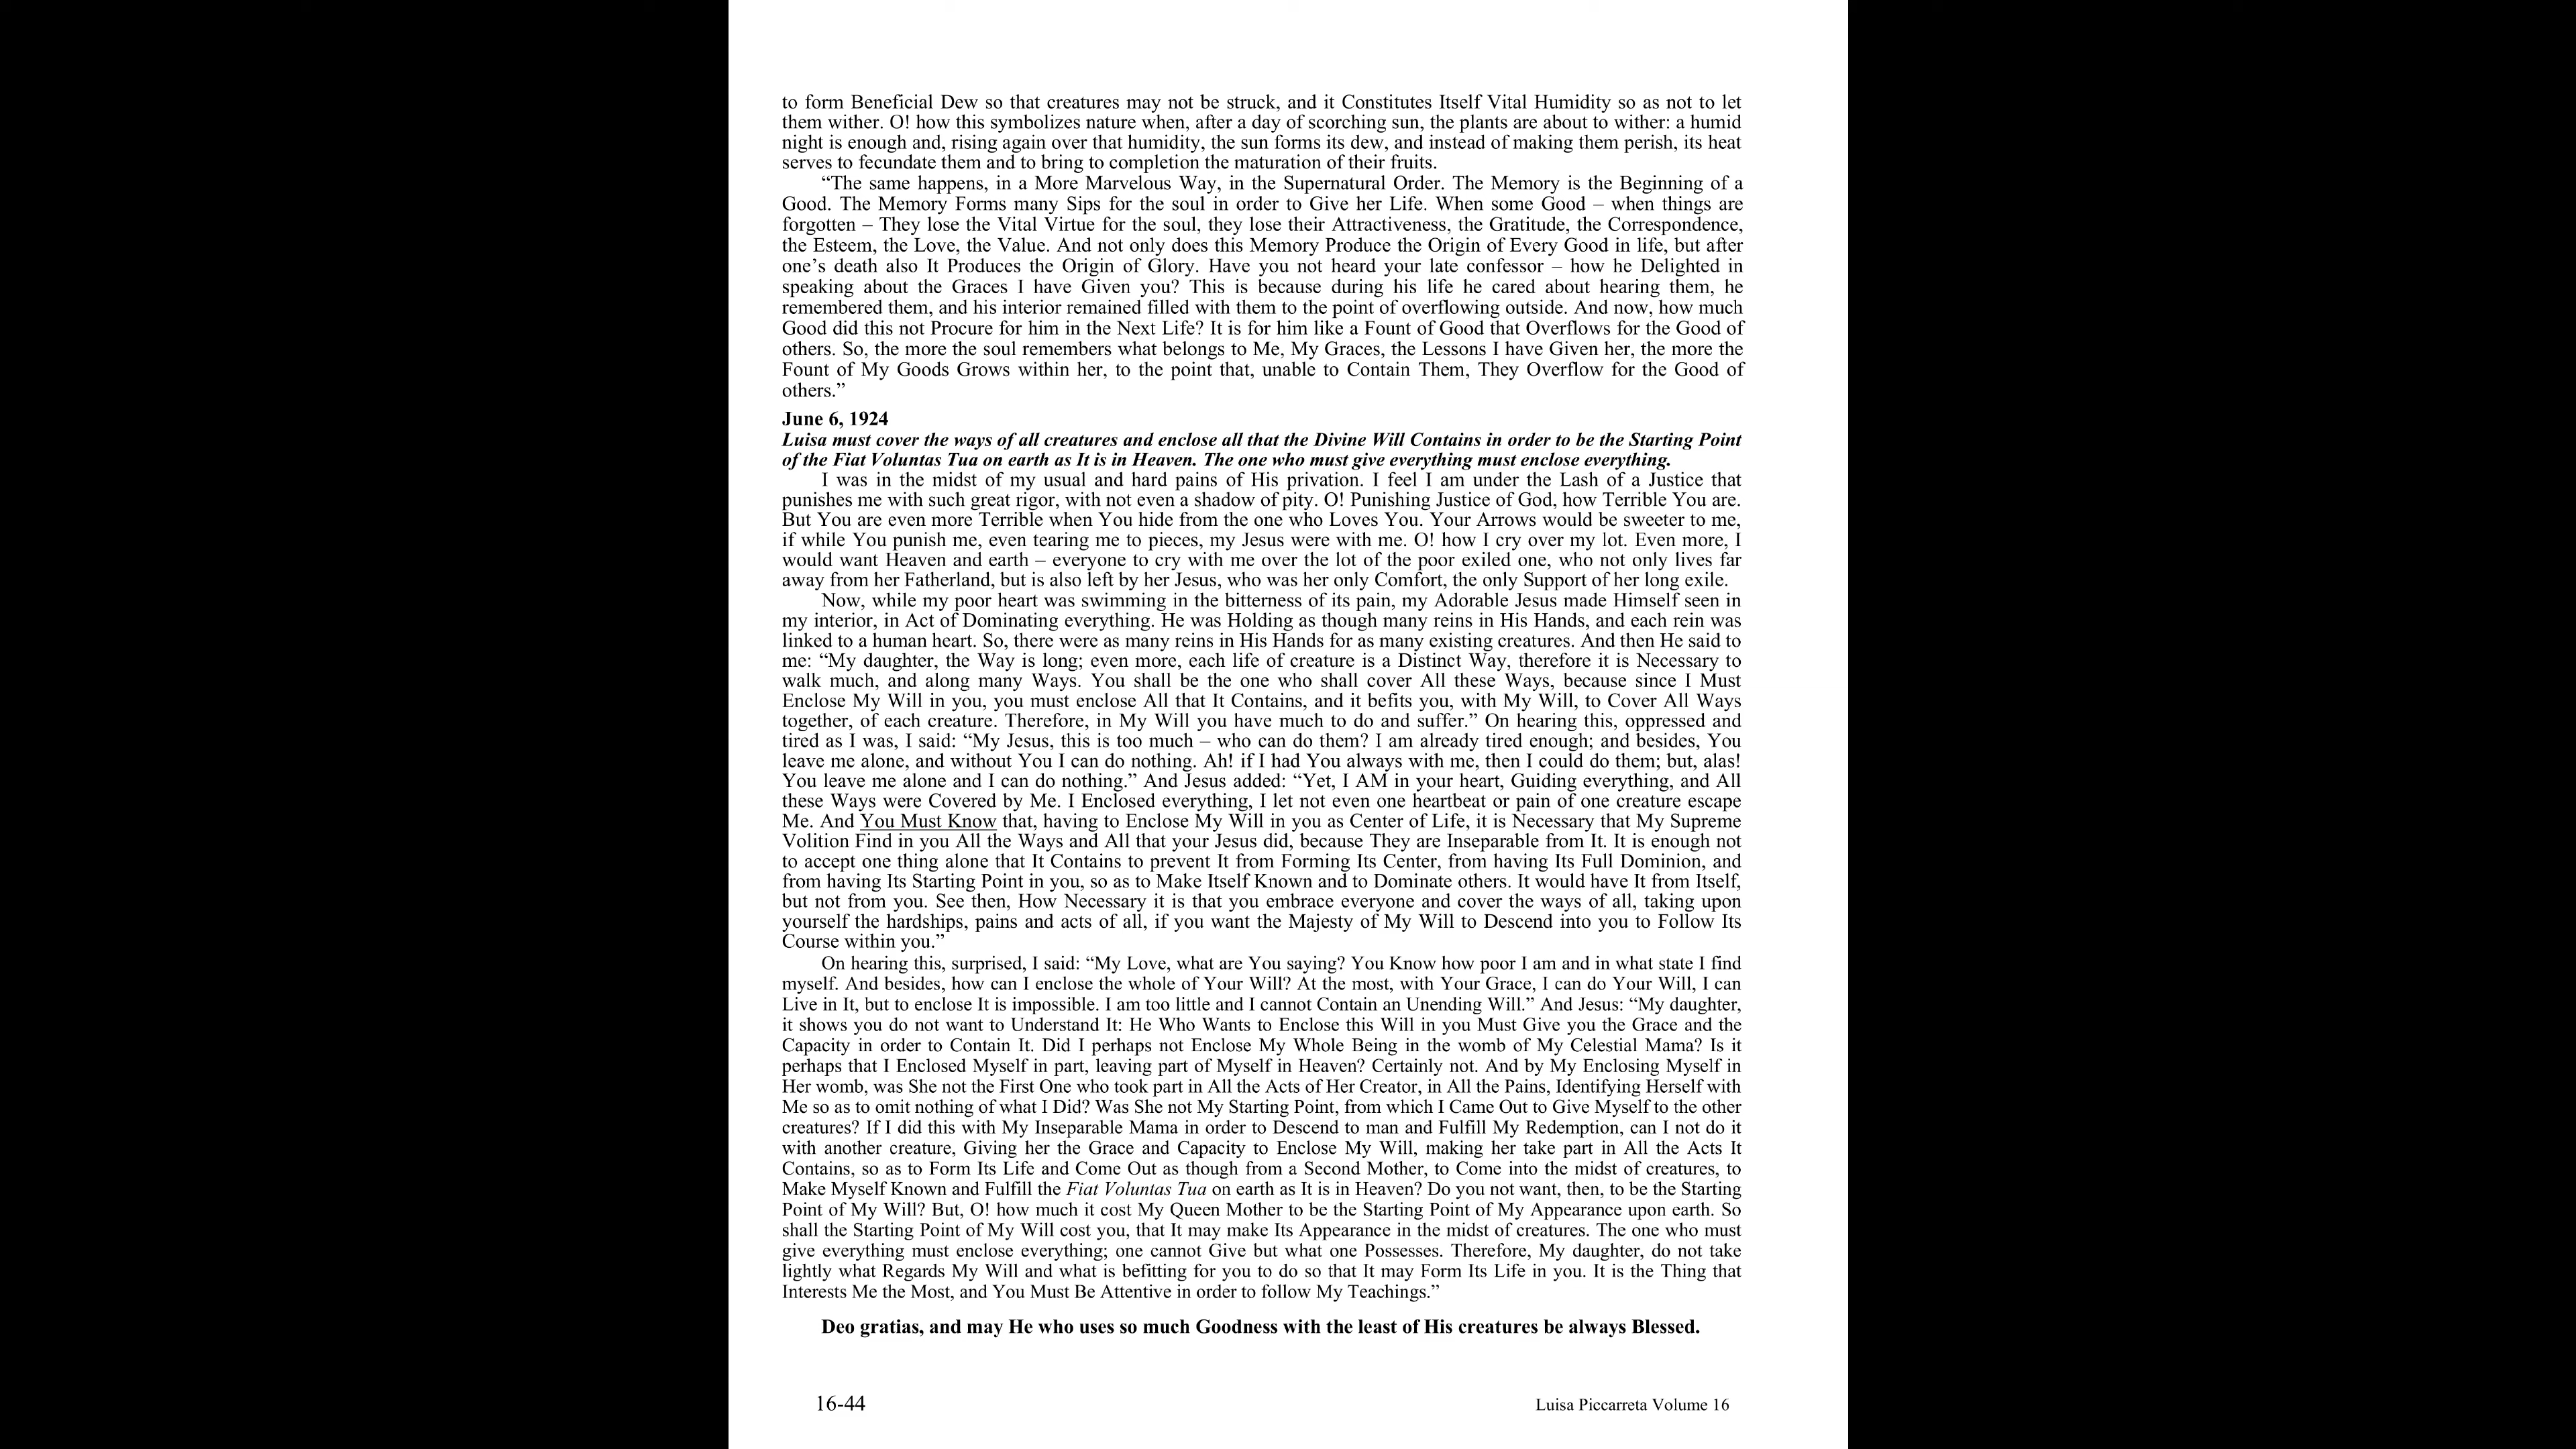 to form Beneficial Dew so that creatures may not be struck, and it Constitutes Itself Vital Humidity so as not to let
them wither. O! how this symbolizes nature when, after a day of scorching sun, the plants are about to wither: a humid
night is enough and, rising again over that humidity, the sun forms its dew, and instead of making them perish, its heat
serves to fecundate them and to bring to completion the maturation of their fruits.
“The same happens, in a More Marvelous Way, in the Supernatural Order. The Memory is the Beginning of a
Good. The Memory Forms many Sips for the soul in order to Give her Life. When some Good – when things are
forgotten – They lose the Vital Virtue for the soul, they lose their Attractiveness, the Gratitude, the Correspondence,
the Esteem, the Love, the Value. And not only does this Memory Produce the Origin of Every Good in life, but after
one’s death also It Produces the Origin of Glory. Have you not heard your late confessor – how he Delighted in
speaking about the Graces I have Given you? This is because during his life he cared about hearing them, he
remembered them, and his interior remained filled with them to the point of overflowing outside. And now, how much
Good did this not Procure for him in the Next Life? It is for him like a Fount of Good that Overflows for the Good of
others. So, the more the soul remembers what belongs to Me, My Graces, the Lessons I have Given her, the more the
Fount of My Goods Grows within her, to the point that, unable to Contain Them, They Overflow for the Good of
others.”
June 6, 1924
Luisa must cover the ways of all creatures and enclose all that the Divine Will Contains in order to be the Starting Point
of the Fiat Voluntas Tua on earth as It is in Heaven. The one who must give everything must enclose everything.
I was in the midst of my usual and hard pains of His privation. I feel I am under the Lash of a Justice that
punishes me with such great rigor, with not even a shadow of pity. O! Punishing Justice of God, how Terrible You are.
But You are even more Terrible when You hide from the one who Loves You. Your Arrows would be sweeter to me,
if while You punish me, even tearing me to pieces, my Jesus were with me. O! how I cry over my lot. Even more, I
would want Heaven and earth – everyone to cry with me over the lot of the poor exiled one, who not only lives far
away from her Fatherland, but is also left by her Jesus, who was her only Comfort, the only Support of her long exile.
Now, while my poor heart was swimming in the bitterness of its pain, my Adorable Jesus made Himself seen in
my interior, in Act of Dominating everything. He was Holding as though many reins in His Hands, and each rein was
linked to a human heart. So, there were as many reins in His Hands for as many existing creatures. And then He said to
me: “My daughter, the Way is long; even more, each life of creature is a Distinct Way, therefore it is Necessary to
walk much, and along many Ways. You shall be the one who shall cover All these Ways, because since I Must
Enclose My Will in you, you must enclose All that It Contains, and it befits you, with My Will, to Cover All Ways
together, of each creature. Therefore, in My Will you have much to do and suffer.” On hearing this, oppressed and
tired as I was, I said: “My Jesus, this is too much – who can do them? I am already tired enough; and besides, You
leave me alone, and without You I can do nothing. Ah! if I had You always with me, then I could do them; but, alas!
You leave me alone and I can do nothing.” And Jesus added: “Yet, I AM in your heart, Guiding everything, and All
these Ways were Covered by Me. I Enclosed everything, I let not even one heartbeat or pain of one creature escape
Me. And You Must Know that, having to Enclose My Will in you as Center of Life, it is Necessary that My Supreme
Volition Find in you All the Ways and All that your Jesus did, because They are Inseparable from It. It is enough not
to accept one thing alone that It Contains to prevent It from Forming Its Center, from having Its Full Dominion, and
from having Its Starting Point in you, so as to Make Itself Known and to Dominate others. It would have It from Itself,
but not from you. See then, How Necessary it is that you embrace everyone and cover the ways of all, taking upon
yourself the hardships, pains and acts of all, if you want the Majesty of My Will to Descend into you to Follow Its
Course within you.”
On hearing this, surprised, I said: “My Love, what are You saying? You Know how poor I am and in what state I find
myself. And besides, how can I enclose the whole of Your Will? At the most, with Your Grace, I can do Your Will, I can
Live in It, but to enclose It is impossible. I am too little and I cannot Contain an Unending Will.” And Jesus: “My daughter,
it shows you do not want to Understand It: He Who Wants to Enclose this Will in you Must Give you the Grace and the
Capacity in order to Contain It. Did I perhaps not Enclose My Whole Being in the womb of My Celestial Mama? Is it
perhaps that I Enclosed Myself in part, leaving part of Myself in Heaven? Certainly not. And by My Enclosing Myself in
Her womb, was She not the First One who took part in All the Acts of Her Creator, in All the Pains, Identifying Herself with
Me so as to omit nothing of what I Did? Was She not My Starting Point, from which I Came Out to Give Myself to the other
creatures? If I did this with My Inseparable Mama in order to Descend to man and Fulfill My Redemption, can I not do it
with another creature, Giving her the Grace and Capacity to Enclose My Will, making her take part in All the Acts It
Contains, so as to Form Its Life and Come Out as though from a Second Mother, to Come into the midst of creatures, to
Make Myself Known and Fulfill the Fiat Voluntas Tua on earth as It is in Heaven? Do you not want, then, to be the Starting
Point of My Will? But, O! how much it cost My Queen Mother to be the Starting Point of My Appearance upon earth. So
shall the Starting Point of My Will cost you, that It may make Its Appearance in the midst of creatures. The one who must
give everything must enclose everything; one cannot Give but what one Possesses. Therefore, My daughter, do not take
lightly what Regards My Will and what is befitting for you to do so that It may Form Its Life in you. It is the Thing that
Interests Me the Most, and You Must Be Attentive in order to follow My Teachings.”
Deo gratias, and may He who uses so much Goodness with the least of His creatures be always Blessed.
16-44
Luisa Piccarreta Volume 16